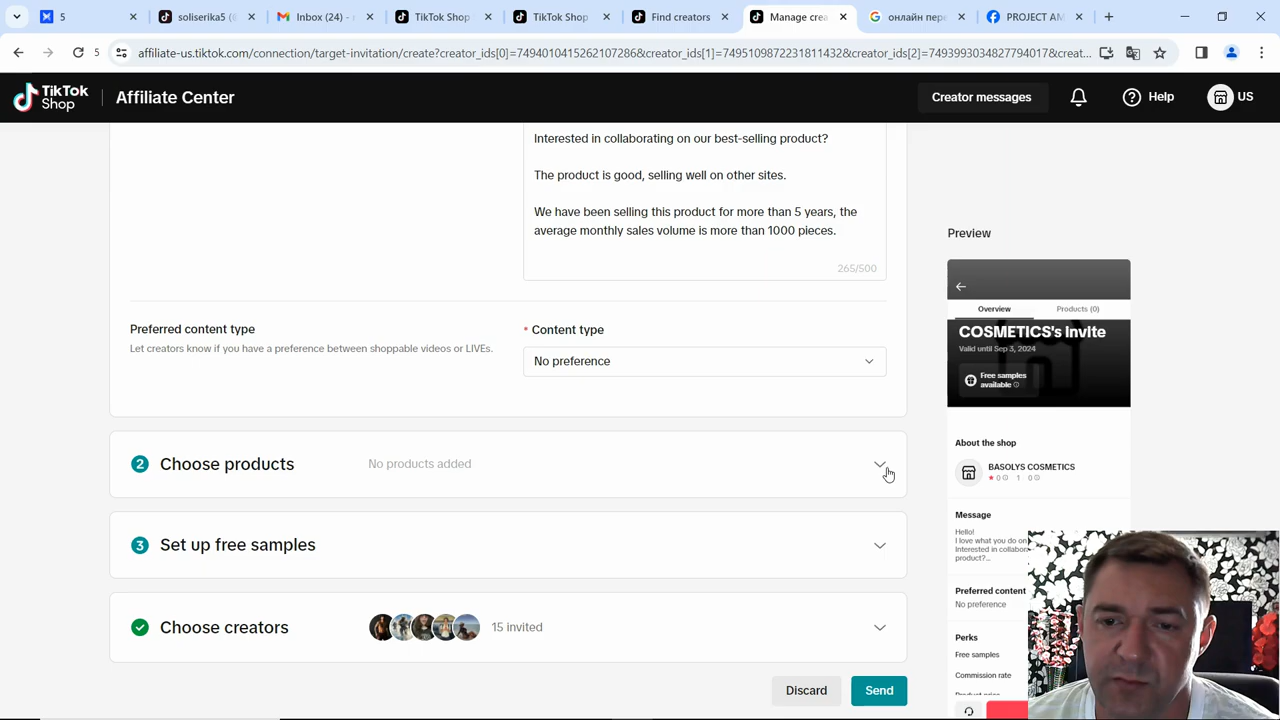 5
soliserika5 (@
Inbox (24) -
TikTok Shop
TikTok Shop
Find creators
Manage crea
онлайн пере
PROJECT AM
5
affiliate-us.tiktok.com/connection/target-invitation/create?creator_ids[0]=7494010415262107286&creator_ids[1]=7495109872231811432&creator_ids[2]=7493993034827794017&creat...
TikTok
Shop
Affiliate Center
Creator messages
Help
US
Interested in collaborating on our best-selling product?
The product is good, selling well on other sites.
We have been selling this product for more than 5 years, the
average monthly sales volume is more than 1000 pieces.
265/500
Preferred content type
Let creators know if you have a preference between shoppable videos or LIVEs.
* Content type
No preference
2 Choose products
No products added
3 Set up free samples
Choose creators
15 invited
Discard
Send
Preview
Overview
Products (0)
COSMETICS's Invite
Valid until Sep 3, 2024
Free samples
available
About the shop
BASOLYS COSMETICS
0 1 0
Message
Hello!
I love what you do on
Interested in collabor
product?...
Preferred content
No preference
Perks
Free samples
Commission rate
Product price